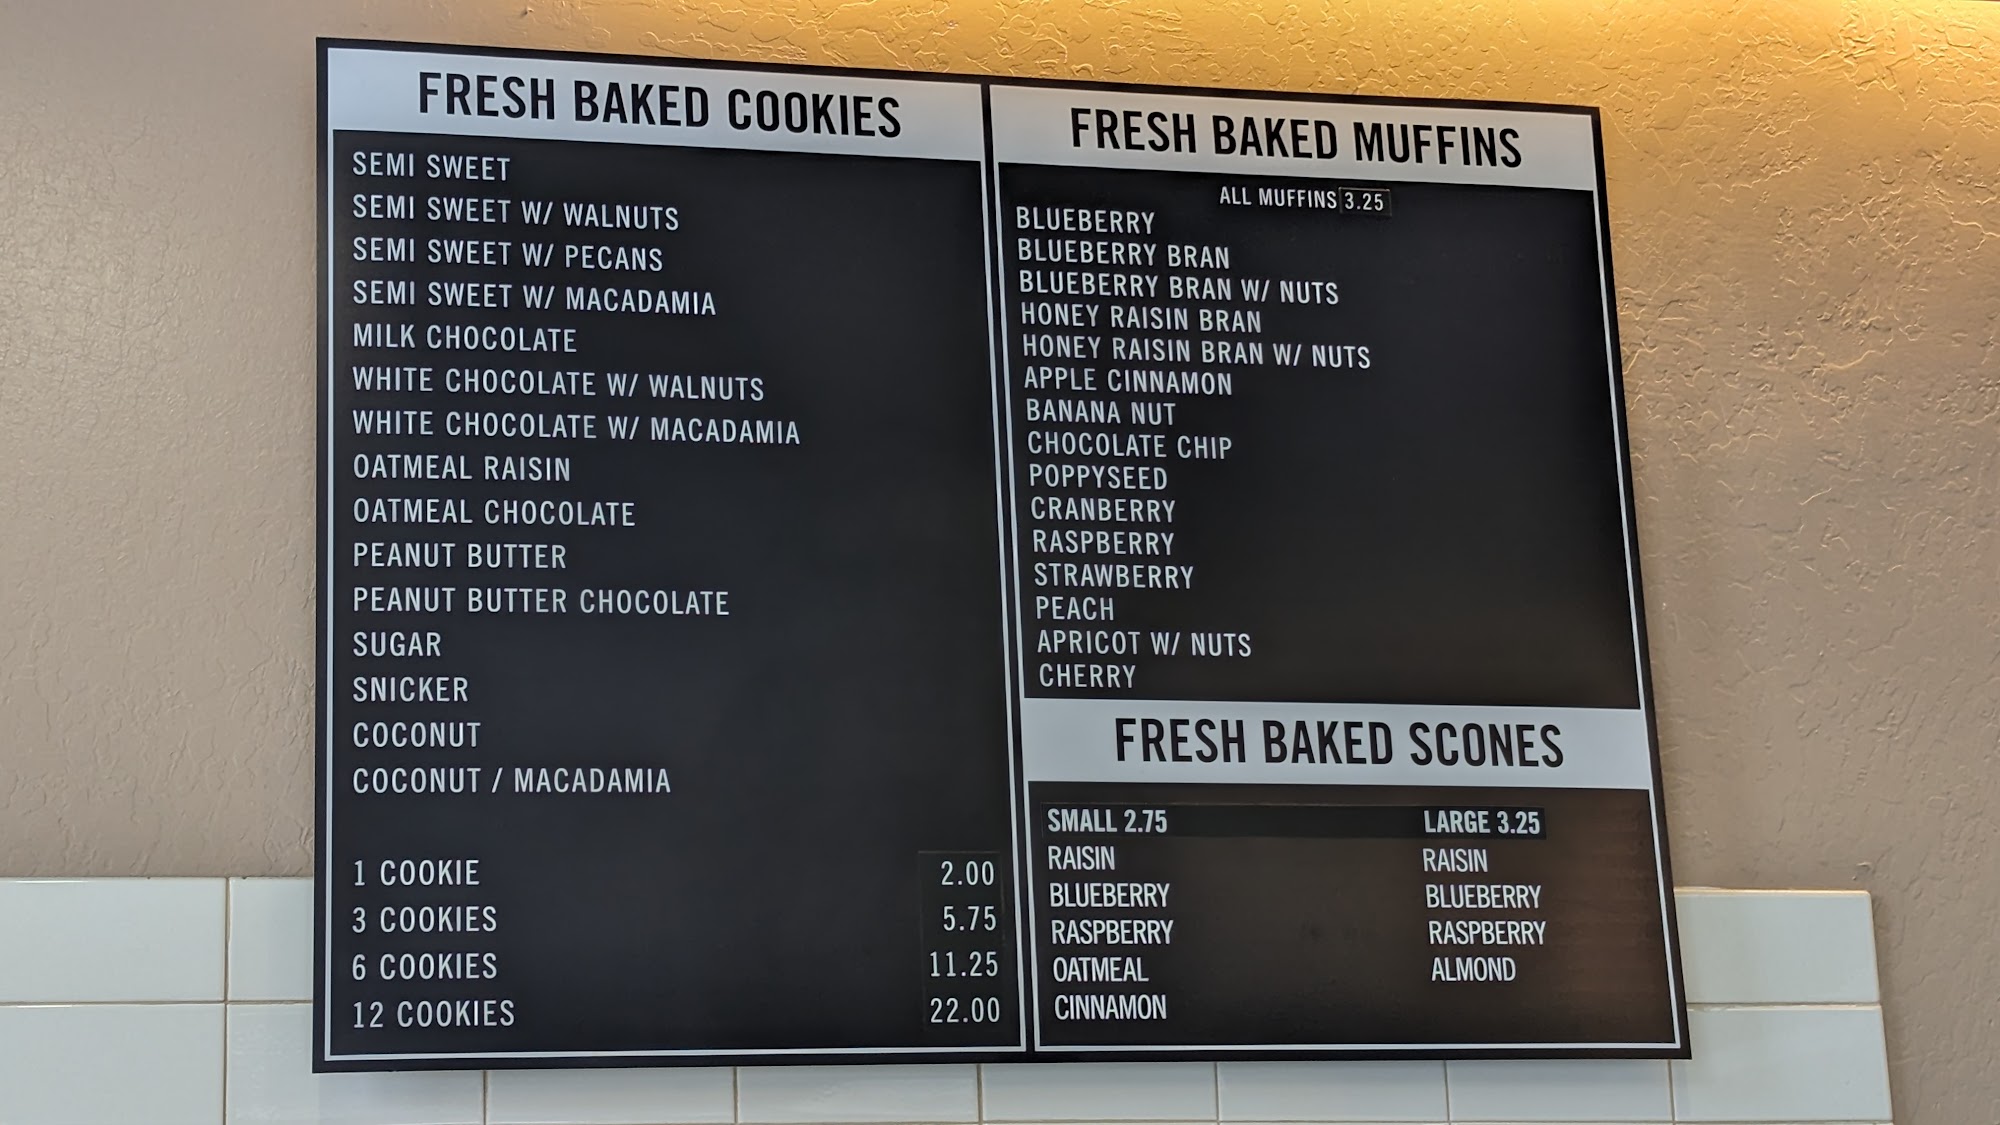 FRESH BAKED COOKIES
SEMI SWEET
SEMI SWEET W/ WALNUTS
SEMI SWEET W/ PECANS
SEMI SWEET W/ MACADAMIA
MILK CHOCOLATE
WHITE CHOCOLATE W/ WALNUTS
WHITE CHOCOLATE W/ MACADAMIA
OATMEAL RAISIN
OATMEAL CHOCOLATE
PEANUT BUTTER
PEANUT BUTTER CHOCOLATE
SUGAR
SNICKER
COCONUT
COCONUT / MACADAMIA
1 COOKIE 2.00
3 COOKIES 5.75
6 COOKIES 11.25
12 COOKIES 22.00
FRESH BAKED MUFFINS
ALL MUFFINS 3.25
BLUEBERRY
BLUEBERRY BRAN
BLUEBERRY BRAN W/ NUTS
HONEY RAISIN BRAN
HONEY RAISIN BRAN W/ NUTS
APPLE CINNAMON
BANANA NUT
CHOCOLATE CHIP
POPPYSEED
CRANBERRY
RASPBERRY
STRAWBERRY
PEACH
APRICOT W/ NUTS
CHERRY
FRESH BAKED SCONES
SMALL 2.75 LARGE 3.25
RAISIN RAISIN
BLUEBERRY BLUEBERRY
RASPBERRY RASPBERRY
OATMEAL ALMOND
CINNAMON